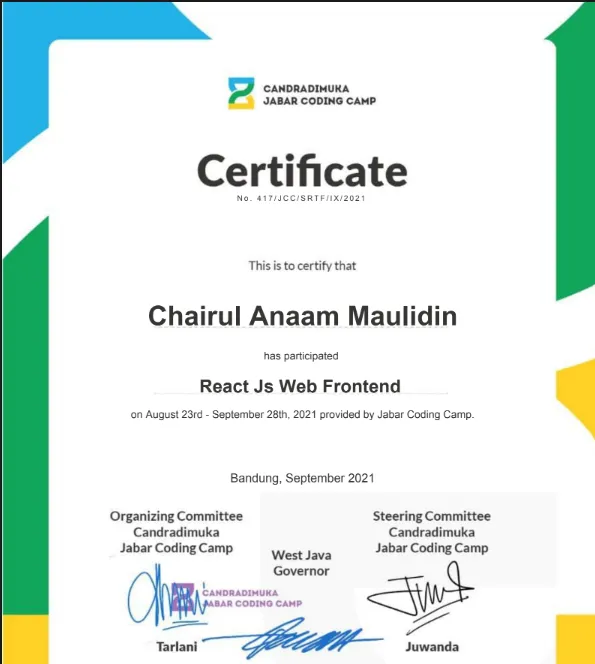 CANDRADIMUKA
JABAR CODING CAMP
Certificate
No. 417/JCC/SRTF/IX/2021
This is to certify that
Chairul Anaam Maulidin
has participated
React Js Web Frontend
on August 23rd - September 28th, 2021 provided by Jabar Coding Camp.
Bandung, September 2021
Organizing Committee
Candradimuka
Jabar Coding Camp
West Java
Governor
Steering Committee
Candradimuka
Jabar Coding Camp
CANDRADIMUKA
JABAR CODING CAMP
Tarlani
Juwanda